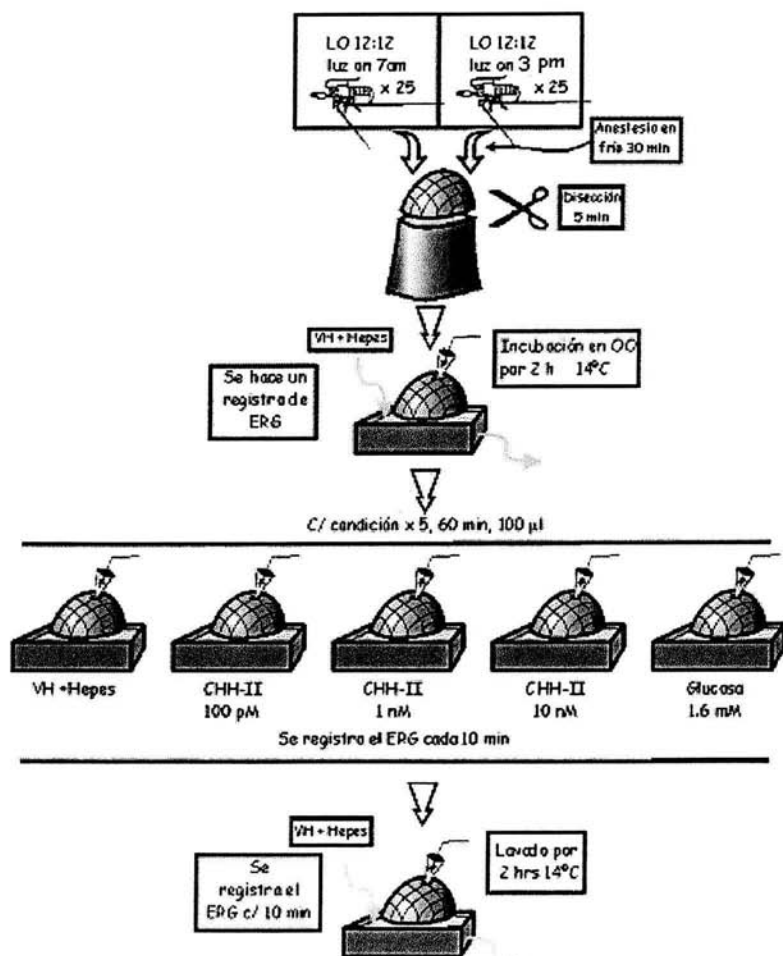 LO 12:12
luz on 7am
x 25
LO 12:12
luz on 3 pm
x 25
Anestesia en
frío 30 min
Disección
5 min
VH + Hepes
Incubación en OG
por 2 h 14ºC
Se hace un
registro de
ERG
C/ condición x 5, 60 min, 100 µl
VH +Hepes
CHH-II
100 pM
CHH-II
1 nM
CHH-II
10 nM
Glucosa
1.6 mM
Se registra el ERG cada 10 min
VH + Hepes
Lavado por
2 hrs 14ºC
Se
registra el
ERG c/ 10 min